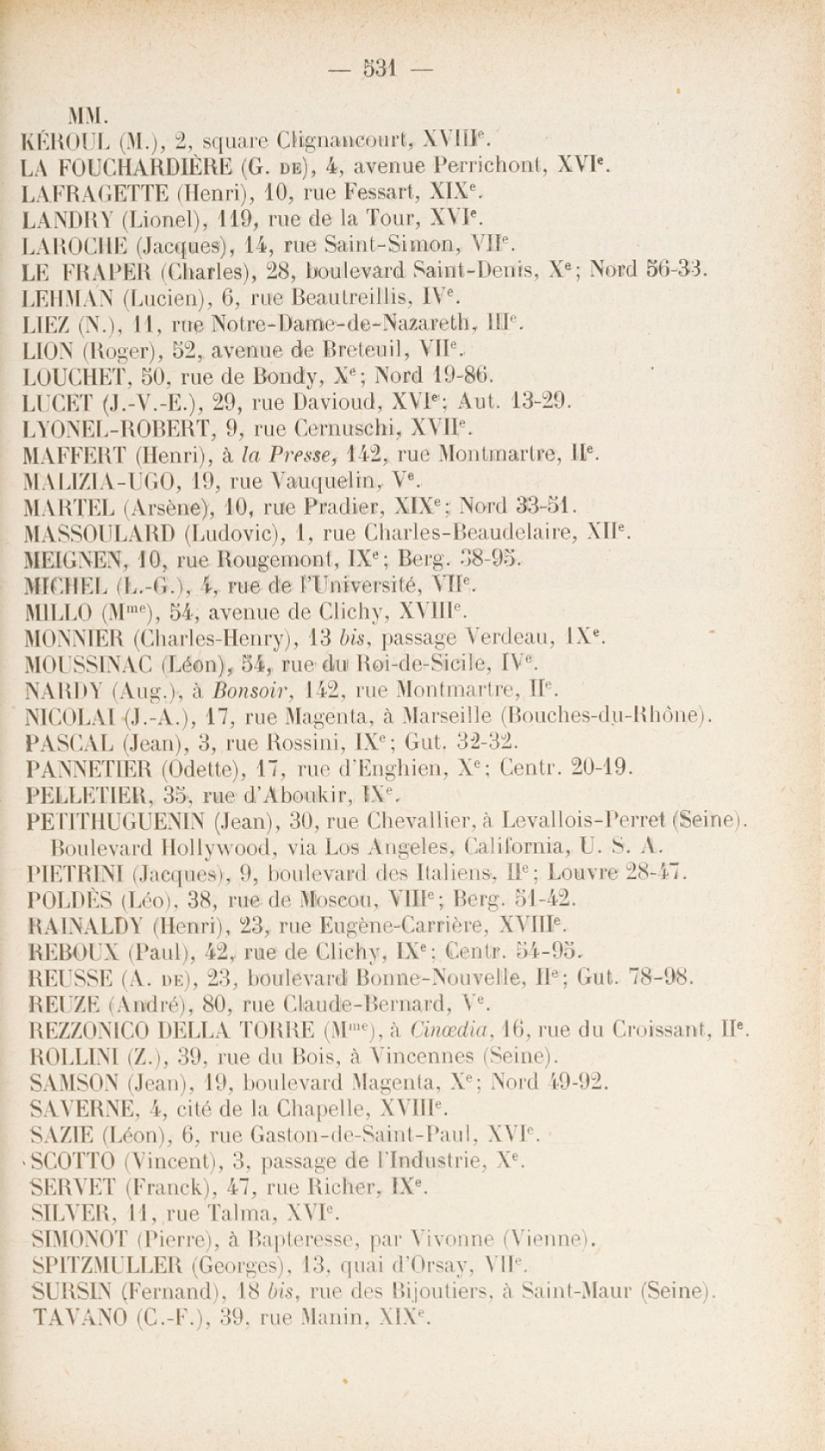 — 531 —
MM.
KÉROUL (M.), 2, square Clignancourt, XVIIIe.
LA FOUCHARDIÈRE (G. DE), 4, avenue Perrichont, XVIe.
LAFRAGETTE (Henri), 10, rue Fessart, XIXe.
LANDRY (Lionel), 119, rue de la Tour, XVIe.
LAROCHE (Jacques), 14, rue Saint-Simon, VIIe.
LE FRAPER (Charles), 28, boulevard Saint-Denis, Xe; Nord 56-33.
LEHMAN (Lucien), 6, rue Beautreillis, IVe.
LIEZ (N.), 11, rue Notre-Dame-de-Nazareth, IIIe.
LION (Roger), 52, avenue de Breteuil, VIIe.
LOUCHET, 50, rue de Bondy, Xe; Nord 19-86.
LUCET (J.-V.-E.), 29, rue Davioud, XVIe; Aut. 13-29.
LYONEL-ROBERT, 9, rue Cernuschi, XVIIe.
MAFFERT (Henri), à la Presse, 142, rue Montmartre, IIe.
MALIZIA-UGO, 19, rue Vauquelin, Ve.
MARTEL (Arsène), 10, rue Pradier, XIXe; Nord 33-51.
MASSOULARD (Ludovic), 1, rue Charles-Beaudelaire, XIIe.
MEIGNEN, 10, rue Rougemont, IXe; Berg. 58-95.
MICHEL (L.-G.), 4, rue de l'Université, VIIe.
MILLO (Mme), 54, avenue de Clichy, XVIIIe.
MONNIER (Charles-Henry), 13 bis, passage Verdeau, IXe.
MOUSSINAC (Léon), 54, rue du Roi-de-Sicile, IVe.
NARDY (Aug.), à Bonsoir, 142, rue Montmartre, IIe.
NICOLAI (J.-A.), 17, rue Magenta, à Marseille (Bouches-du-Rhône).
PASCAL (Jean), 3, rue Rossini, IXe; Gut. 32-32.
PANNETIER (Odette), 17, rue d'Enghien, Xe; Centr. 20-19.
PELLETIER, 35, rue d'Aboukir, IXe.
PETITHUGUENIN (Jean), 30, rue Chevallier, à Levallois-Perret (Seine).
Boulevard Hollywood, via Los Angeles, California, U. S. A.
PIETRINI (Jacques), 9, boulevard des Italiens, IIe; Louvre 28-47.
POLDÈS (Léo), 38, rue de Moscou, VIIIe; Berg. 51-42.
RAINALDY (Henri), 23, rue Eugène-Carrière, XVIIIe.
REBOUX (Paul), 42, rue de Clichy, IXe; Centr. 54-95.
REUSSE (A. DE), 23, boulevard Bonne-Nouvelle, IIe; Gut. 78-98.
REUZE (André), 80, rue Claude-Bernard, Ve.
REZZONICO DELLA TORRE (Mme), à Cinœdia, 16, rue du Croissant, IIe.
ROLLINI (Z.), 39, rue du Bois, à Vincennes (Seine).
SAMSON (Jean), 19, boulevard Magenta, Xe; Nord 49-92.
SAVERNE, 4, cité de la Chapelle, XVIIIe.
SAZIE (Léon), 6, rue Gaston-de-Saint-Paul, XVIe.
SCOTTO (Vincent), 3, passage de l'Industrie, Xe.
SERVET (Franck), 47, rue Richer, IXe.
SILVER, 11, rue Talma, XVIe.
SIMONOT (Pierre), à Bapteresse, par Vivonne (Vienne).
SPITZMULLER (Georges), 13, quai d'Orsay, VIIe.
SURSIN (Fernand), 18 bis, rue des Bijoutiers, à Saint-Maur (Seine).
TAVANO (C.-F.), 39, rue Manin, XIXe.